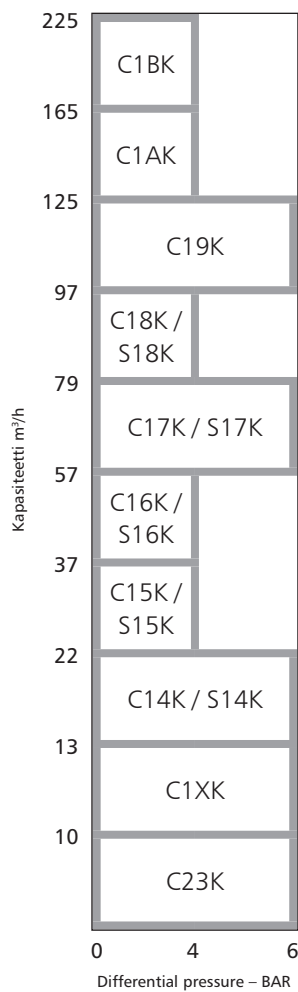 225
C1BK
165
C1AK
125
C19K
97
C18K /
S18K
79
C17K / S17K
57
C16K /
S16K
37
C15K /
S15K
22
C14K / S14K
13
C1XK
10
C23K
Kapasiteetti m³/h
0 4 6
Differential pressure – BAR